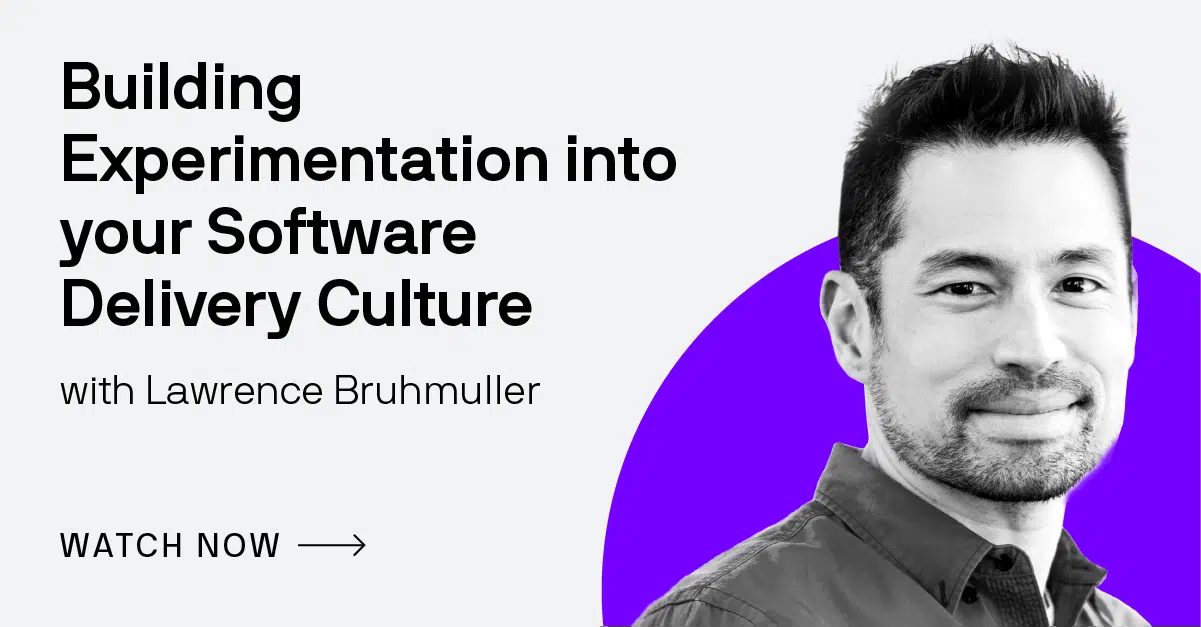 Building
Experimentation into
your Software
Delivery Culture
with Lawrence Bruhmuller
WATCH NOW